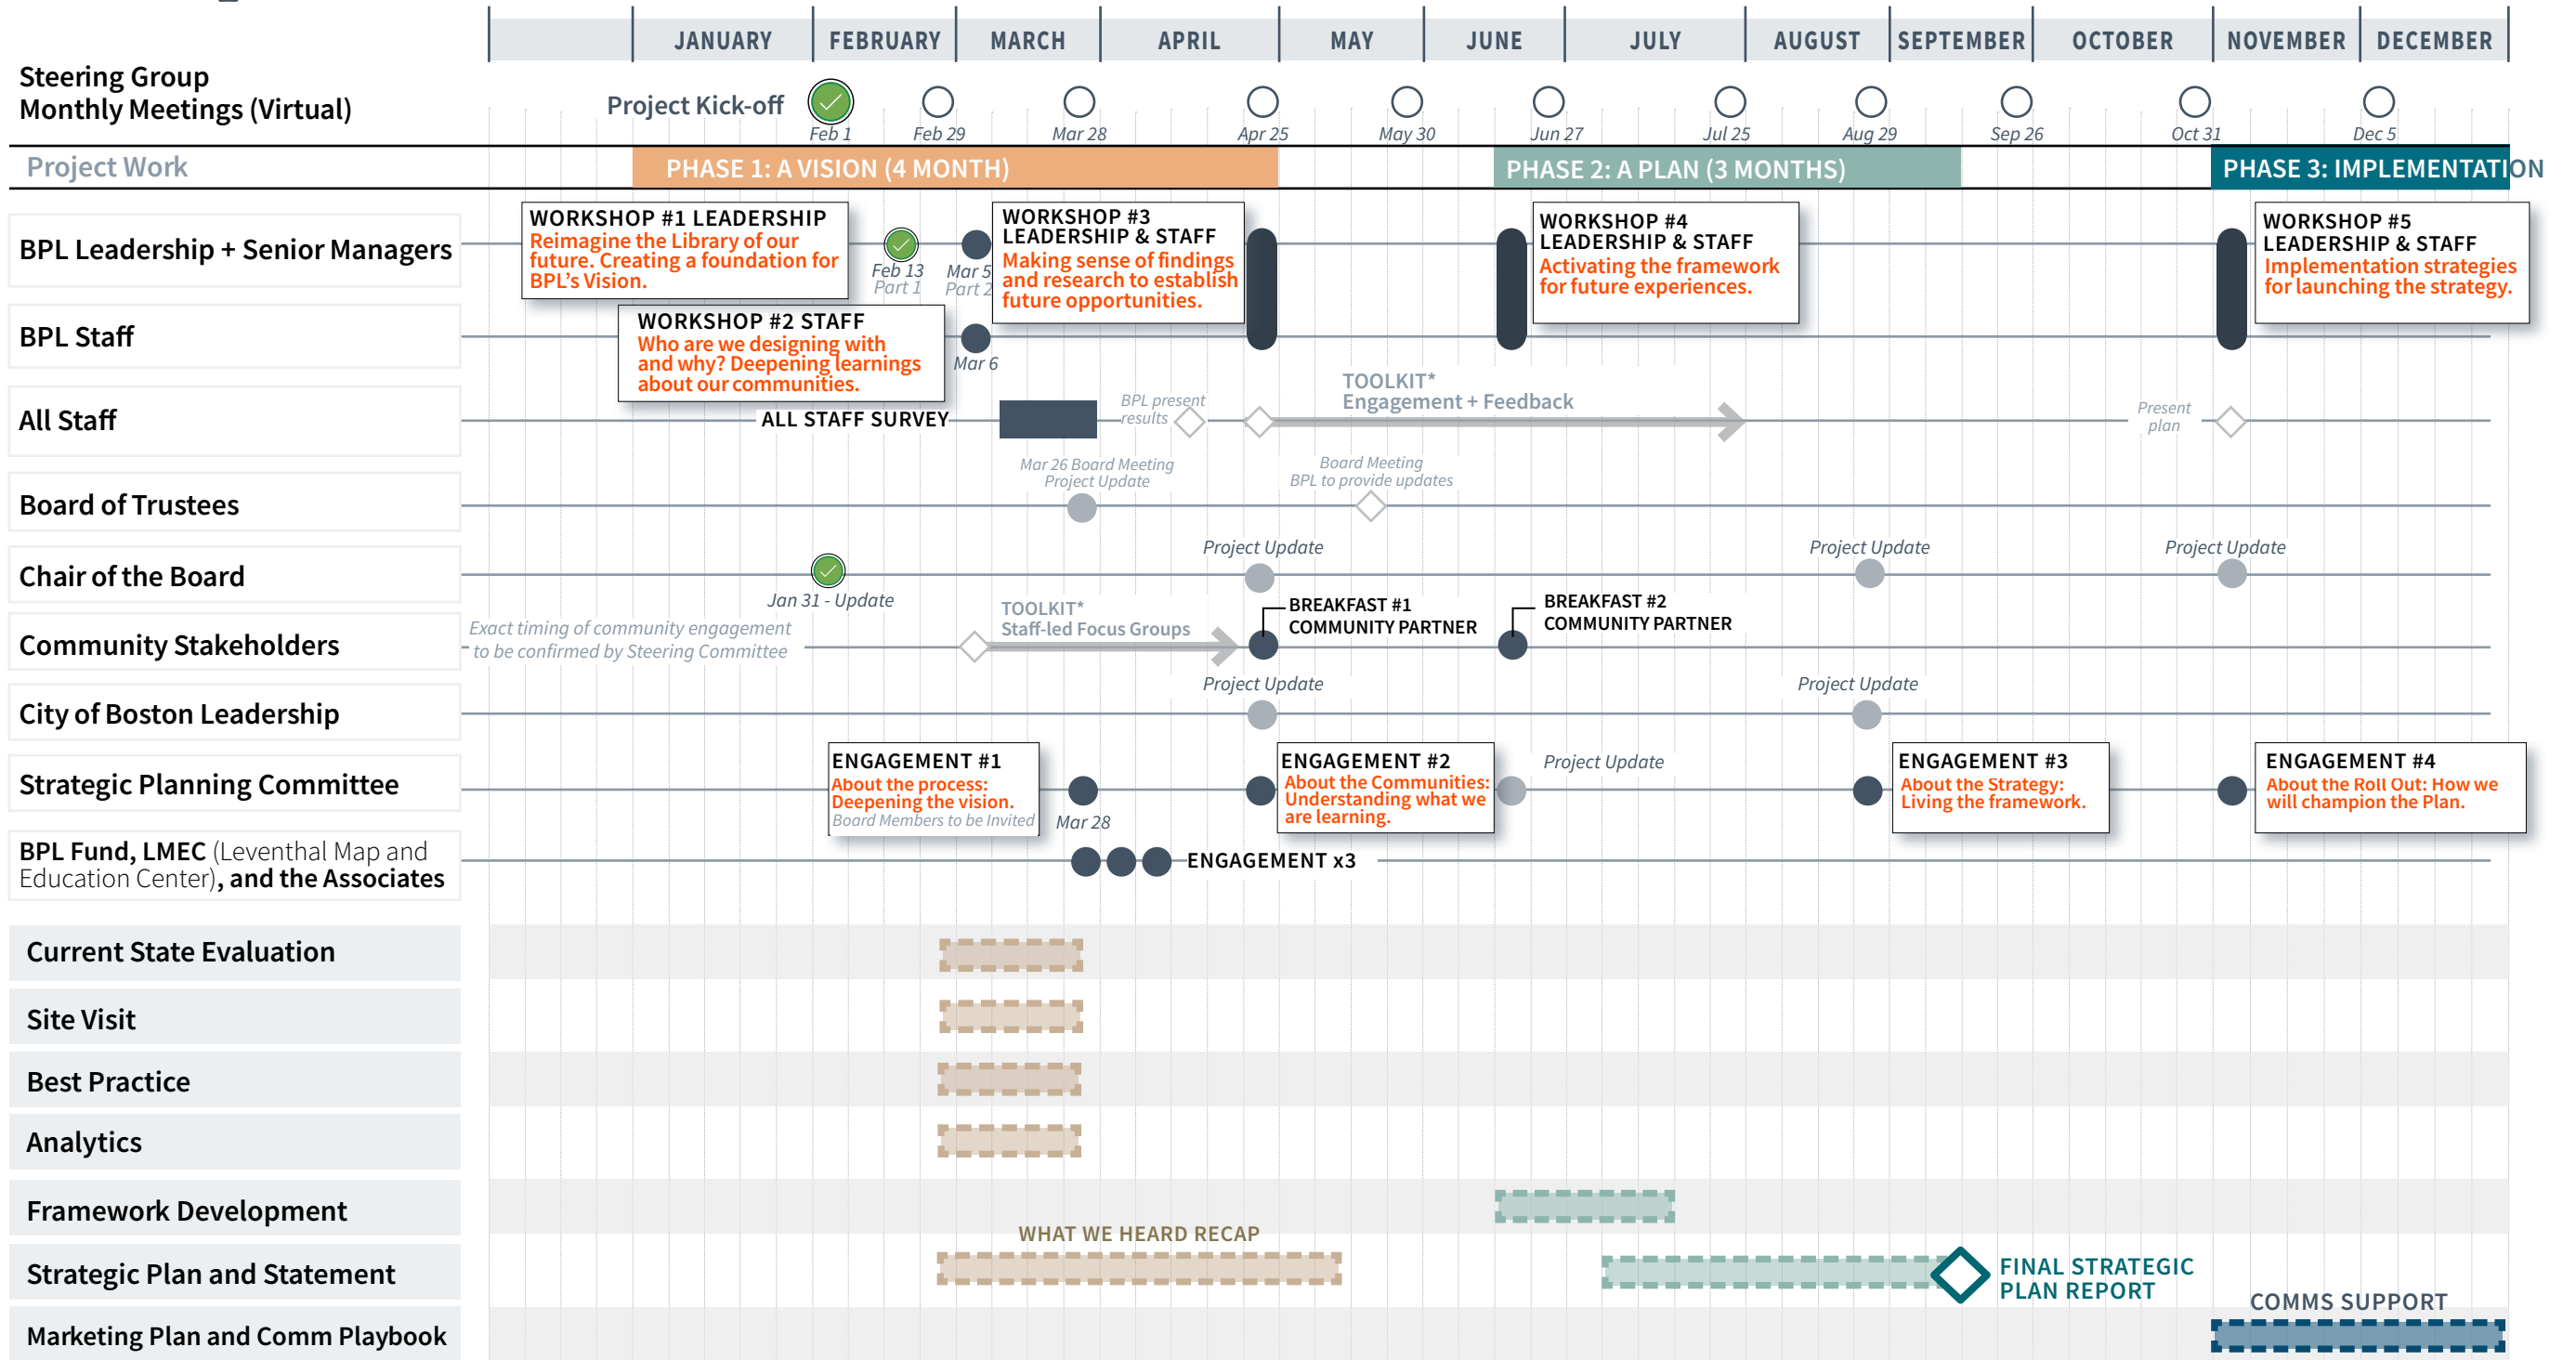 JANUARY FEBRUARY MARCH APRIL MAY JUNE JULY AUGUST SEPTEMBER OCTOBER NOVEMBER DECEMBER
Steering Group
Monthly Meetings (Virtual)
Project Kick-off
Feb 1 Feb 29 Mar 28 Apr 25 May 30 Jun 27 Jul 25 Aug 29 Sep 26 Oct 31 Dec 5
Project Work
PHASE 1: A VISION (4 MONTH)
PHASE 2: A PLAN (3 MONTHS)
PHASE 3: IMPLEMENTATION
BPL Leadership + Senior Managers
WORKSHOP #1 LEADERSHIP
Reimagine the Library of our
future. Creating a foundation for
BPL's Vision.
Feb 13
Part 1
Mar 5
Part 2
WORKSHOP #3
LEADERSHIP & STAFF
Making sense of findings
and research to establish
future opportunities.
WORKSHOP #4
LEADERSHIP & STAFF
Activating the framework
for future experiences.
WORKSHOP #5
LEADERSHIP & STAFF
Implementation strategies
for launching the strategy.
BPL Staff
WORKSHOP #2 STAFF
Who are we designing with
and why? Deepening learnings
about our communities.
Mar 6
All Staff
ALL STAFF SURVEY
BPL present
results
TOOLKIT*
Engagement + Feedback
Present
plan
Board of Trustees
Mar 26 Board Meeting
Project Update
Board Meeting
BPL to provide updates
Chair of the Board
Jan 31 - Update
Project Update
Project Update
Project Update
Community Stakeholders
Exact timing of community engagement
to be confirmed by Steering Committee
TOOLKIT*
Staff-led Focus Groups
BREAKFAST #1
COMMUNITY PARTNER
BREAKFAST #2
COMMUNITY PARTNER
City of Boston Leadership
Project Update
Project Update
Strategic Planning Committee
ENGAGEMENT #1
About the process:
Deepening the vision.
Board Members to be Invited
Mar 28
ENGAGEMENT #2
About the Communities:
Understanding what we
are learning.
Project Update
ENGAGEMENT #3
About the Strategy:
Living the framework.
ENGAGEMENT #4
About the Roll Out: How we
will champion the Plan.
BPL Fund, LMEC (Leventhal Map and
Education Center), and the Associates
ENGAGEMENT x3
Current State Evaluation
Site Visit
Best Practice
Analytics
Framework Development
WHAT WE HEARD RECAP
Strategic Plan and Statement
FINAL STRATEGIC
PLAN REPORT
COMMS SUPPORT
Marketing Plan and Comm Playbook